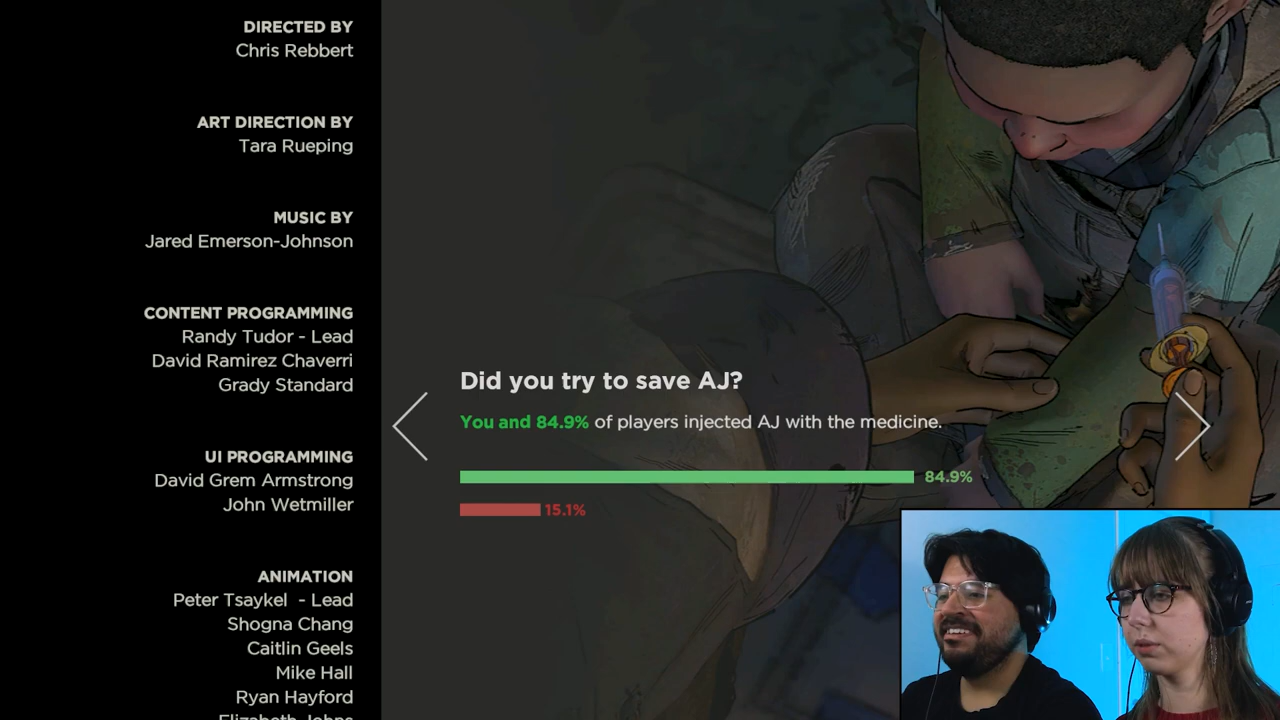 DIRECTED BY
Chris Rebbert
ART DIRECTION BY
Tara Rueping
MUSIC BY
Jared Emerson-Johnson
CONTENT PROGRAMMING
Randy Tudor - Lead
David Ramirez Chaverri
Grady Standard
UI PROGRAMMING
David Grem Armstrong
John Wetmiller
ANIMATION
Peter Tsaykel - Lead
Shogna Chang
Caitlin Geels
Mike Hall
Ryan Hayford
Elizabeth Johns
Did you try to save AJ?
You and 84.9% of players injected AJ with the medicine.
84.9%
15.1%